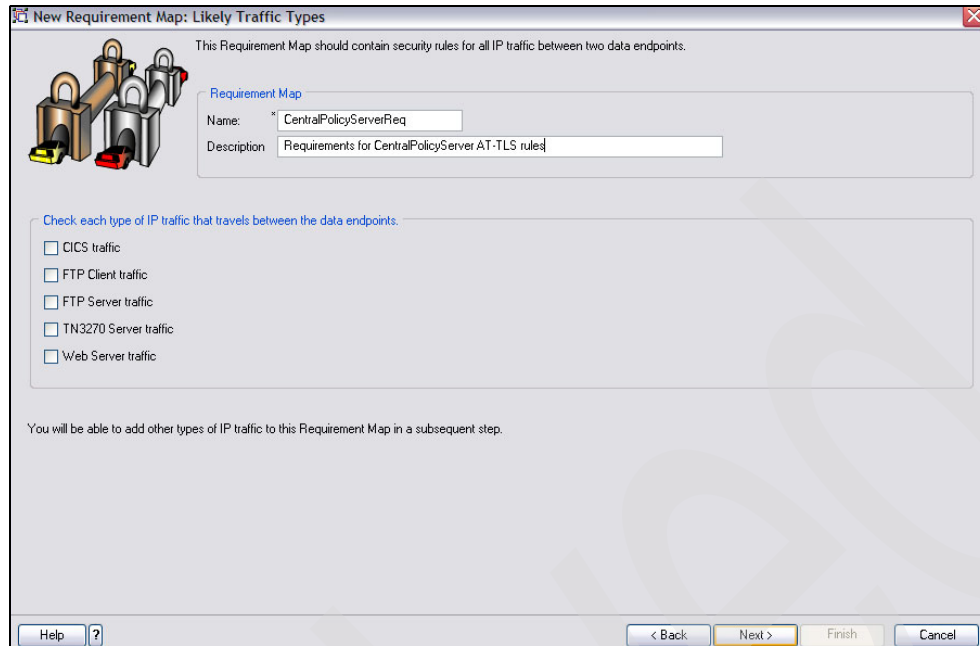 New Requirement Map: Likely Traffic Types
This Requirement Map should contain security rules for all IP traffic between two data endpoints.
Requirement Map
Name: * CentralPolicyServerReq
Description Requirements for CentralPolicyServer AT-TLS rules
Check each type of IP traffic that travels between the data endpoints.
CICS traffic
FTP Client traffic
FTP Server traffic
TN3270 Server traffic
Web Server traffic
You will be able to add other types of IP traffic to this Requirement Map in a subsequent step.
Help ? < Back Next > Finish Cancel